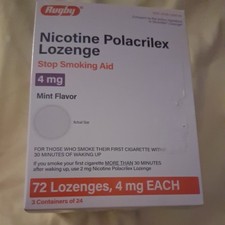 Rugby
Nicotine Polacrilex
Lozenge
Stop Smoking Aid
4 mg
Mint Flavor
Actual Size
FOR THOSE WHO SMOKE THEIR FIRST CIGARETTE WITHIN
30 MINUTES OF WAKING UP
If you smoke your first cigarette MORE THAN 30 MINUTES
after waking up, use 2 mg Nicotine Polacrilex Lozenge
72 Lozenges, 4 mg EACH
3 Containers of 24